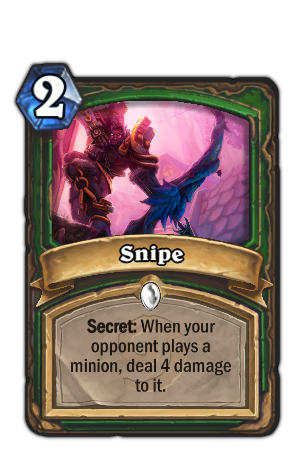 2
Snipe
Secret: When your
opponent plays a
minion, deal 4 damage
to it.